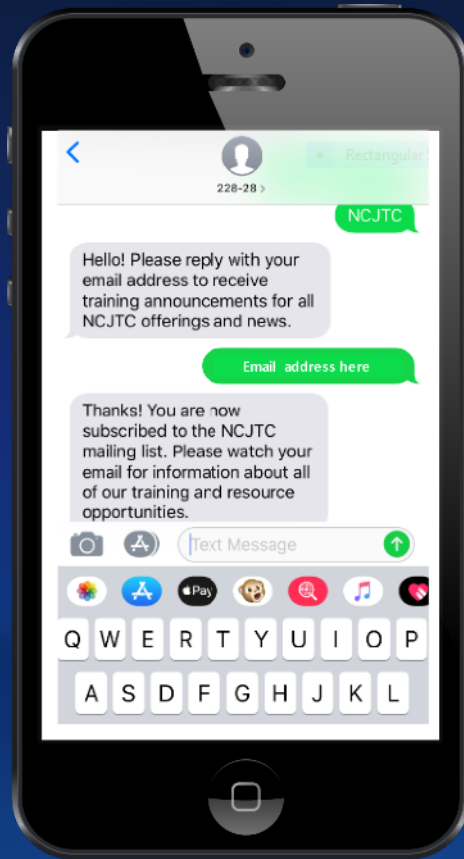 Rectangular
228-28 >
NCJTC
Hello! Please reply with your
email address to receive
training announcements for all
NCJTC offerings and news.
Email address here
Thanks! You are now
subscribed to the NCJTC
mailing list. Please watch your
email for information about all
of our training and resource
opportunities.
Text Message
Pay
Q W E R T Y U I O P
A S D F G H J K L